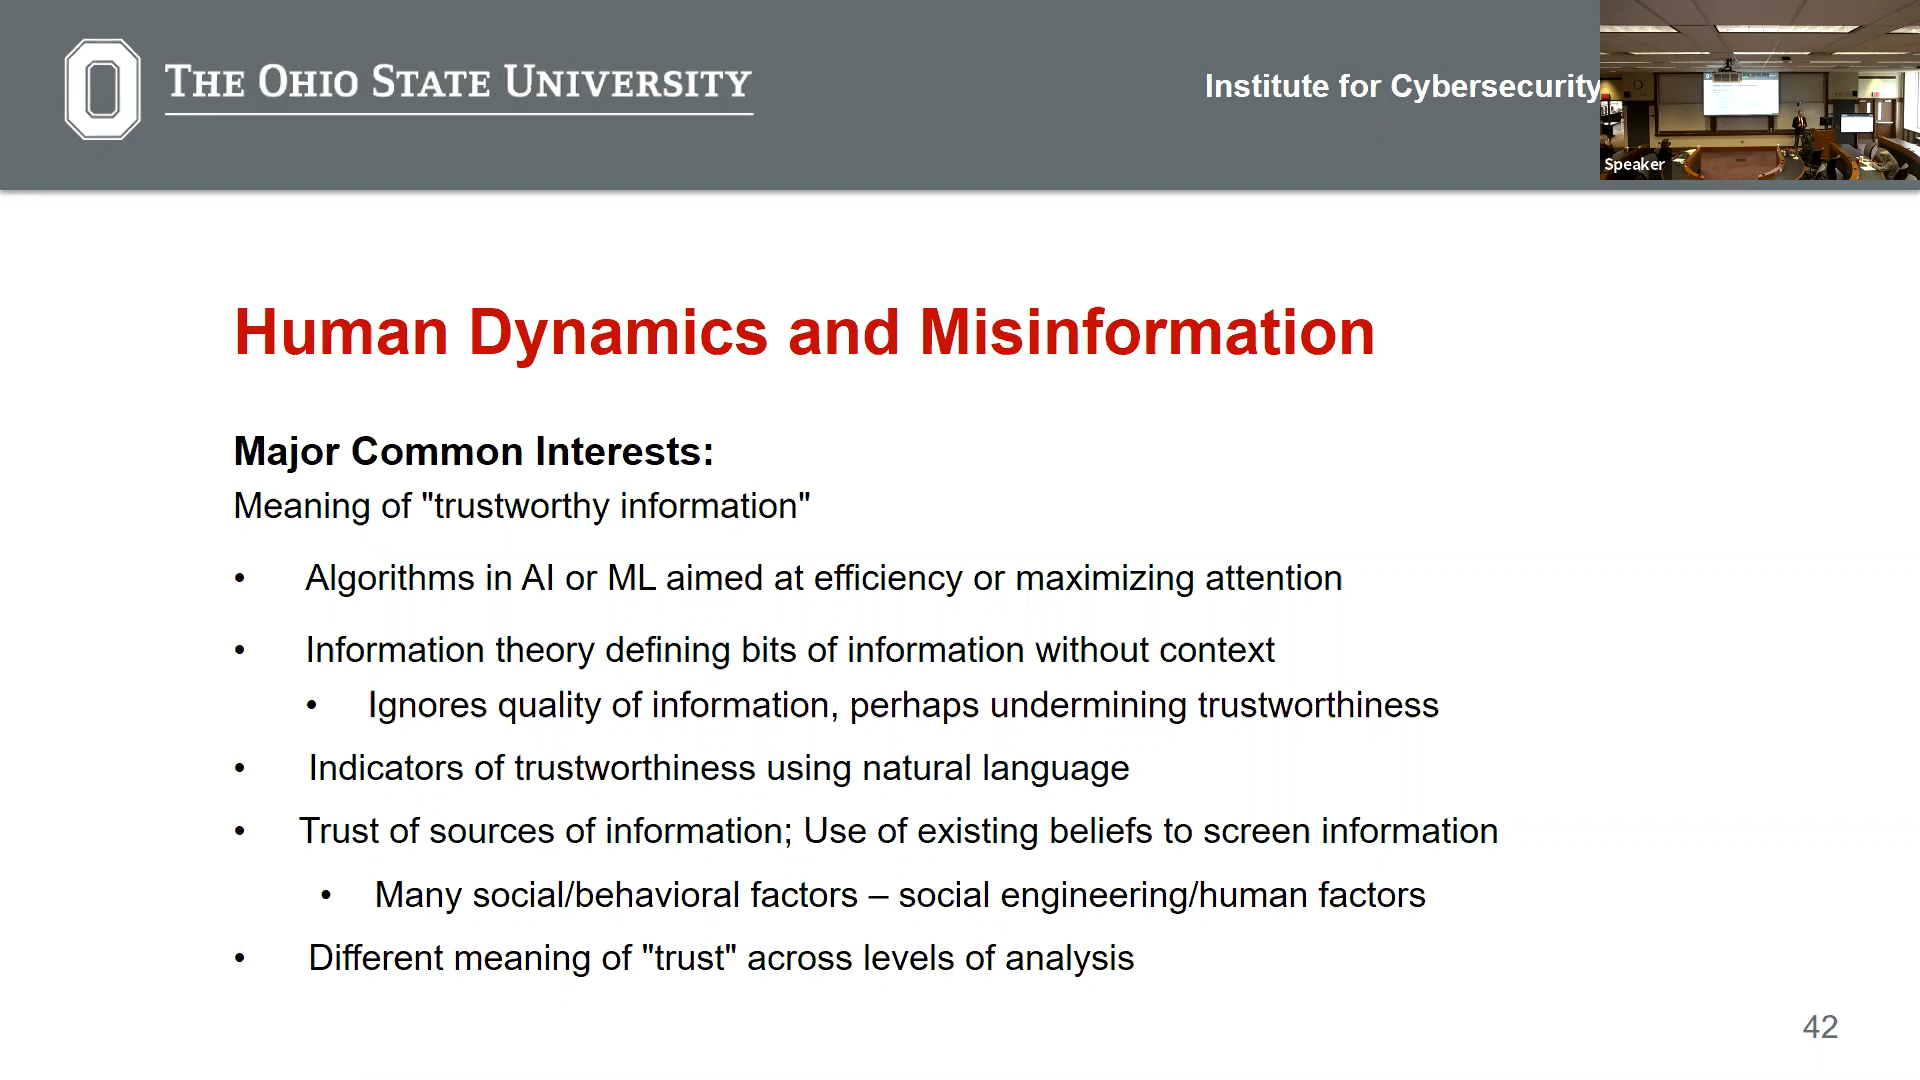 THE OHIO STATE UNIVERSITY
Institute for Cybersecurity
Speaker
Human Dynamics and Misinformation
Major Common Interests:
Meaning of "trustworthy information"
• Algorithms in AI or ML aimed at efficiency or maximizing attention
• Information theory defining bits of information without context
• Ignores quality of information, perhaps undermining trustworthiness
• Indicators of trustworthiness using natural language
• Trust of sources of information; Use of existing beliefs to screen information
• Many social/behavioral factors – social engineering/human factors
• Different meaning of "trust" across levels of analysis
42